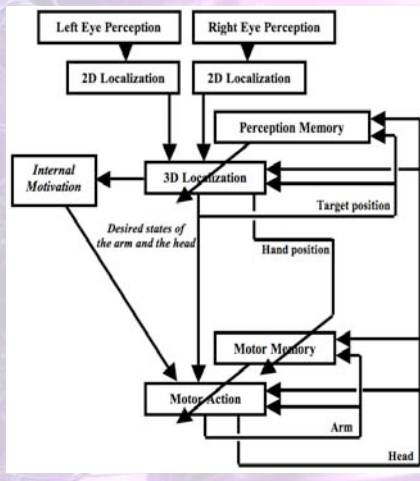 Left Eye Perception
Right Eye Perception
2D Localization
2D Localization
Perception Memory
Internal
Motivation
3D Localization
Target position
Desired states of
the arm and the head
Hand position
Motor Memory
Motor Action
Arm
Head